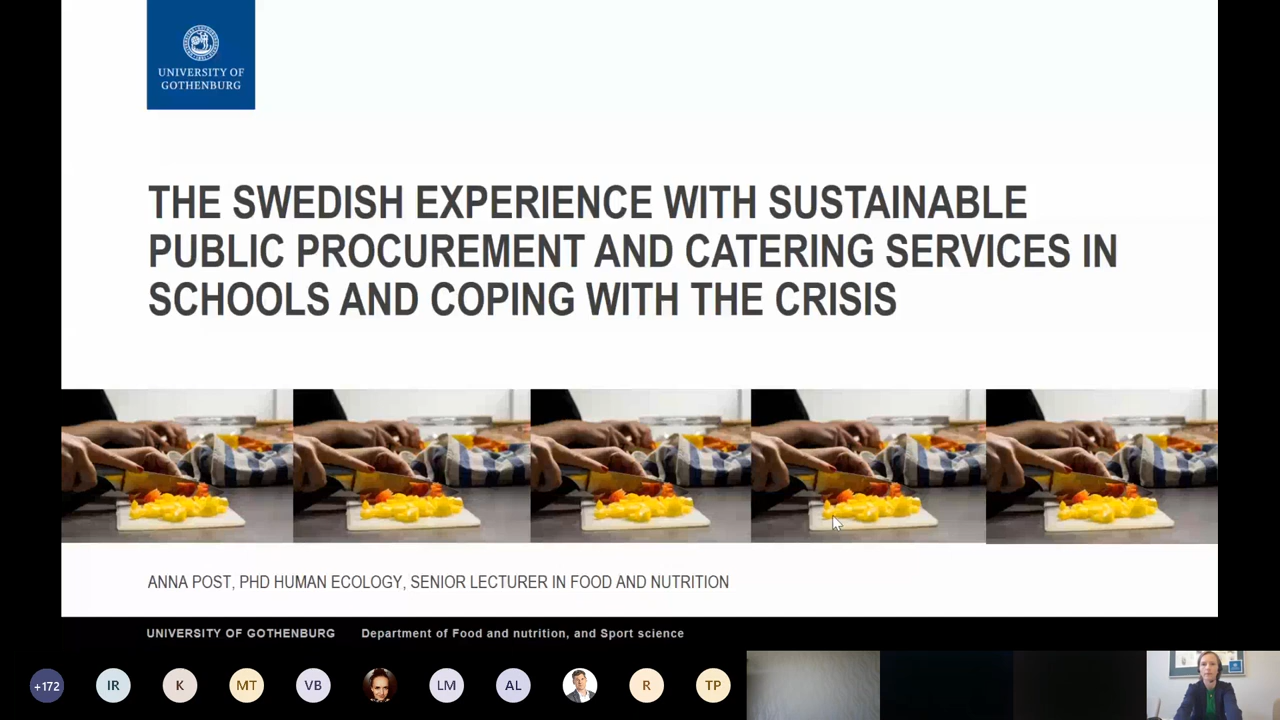 UNIVERSITY OF
GOTHENBURG
THE SWEDISH EXPERIENCE WITH SUSTAINABLE
PUBLIC PROCUREMENT AND CATERING SERVICES IN
SCHOOLS AND COPING WITH THE CRISIS
ANNA POST, PHD HUMAN ECOLOGY, SENIOR LECTURER IN FOOD AND NUTRITION
UNIVERSITY OF GOTHENBURG Department of Food and nutrition, and Sport science
+172 IR K MT VB LM AL R TP